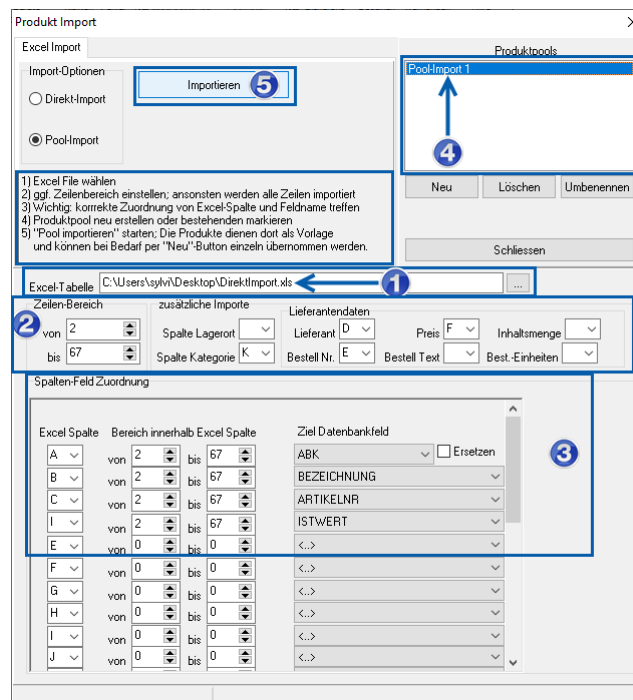 Produkt Import
Excel Import
Import-Optionen
Direkt-Import
Pool-Import
Importieren
5
Produktpools
Pool-Import 1
4
1) Excel File wählen
2) ggf. Zeilenbereich einstellen; ansonsten werden alle Zeilen importiert
3) Wichtig: korrrekte Zuordnung von Excel-Spalte und Feldname treffen
4) Produktpool neu erstellen oder bestehenden markieren
5) "Pool importieren" starten; Die Produkte dienen dort als Vorlage
und können bei Bedarf per "Neu"-Button einzeln übernommen werden.
Neu Löschen Umbenennen
Schliessen
Excel-Tabelle C:\Users\sylvi\Desktop\DirektImport.xls 1 ...
Zeilen-Bereich zusätzliche Importe Lieferantendaten
2
von 2 Spalte Lagerort Lieferant D Preis F Inhaltsmenge
bis 67 Spalte Kategorie K Bestell Nr. E Bestell Text Best.-Einheiten
Spalten-Feld Zuordnung
Excel Spalte Bereich innerhalb Excel Spalte Ziel Datenbankfeld
3
A von 2 bis 67 ABK Ersetzen
B von 2 bis 67 BEZEICHNUNG
C von 2 bis 67 ARTIKELNR
I von 2 bis 67 ISTWERT
E von 0 bis 0 <..>
F von 0 bis 0 <..>
G von 0 bis 0 <..>
H von 0 bis 0 <..>
I von 0 bis 0 <..>
J von 0 bis 0 <..>